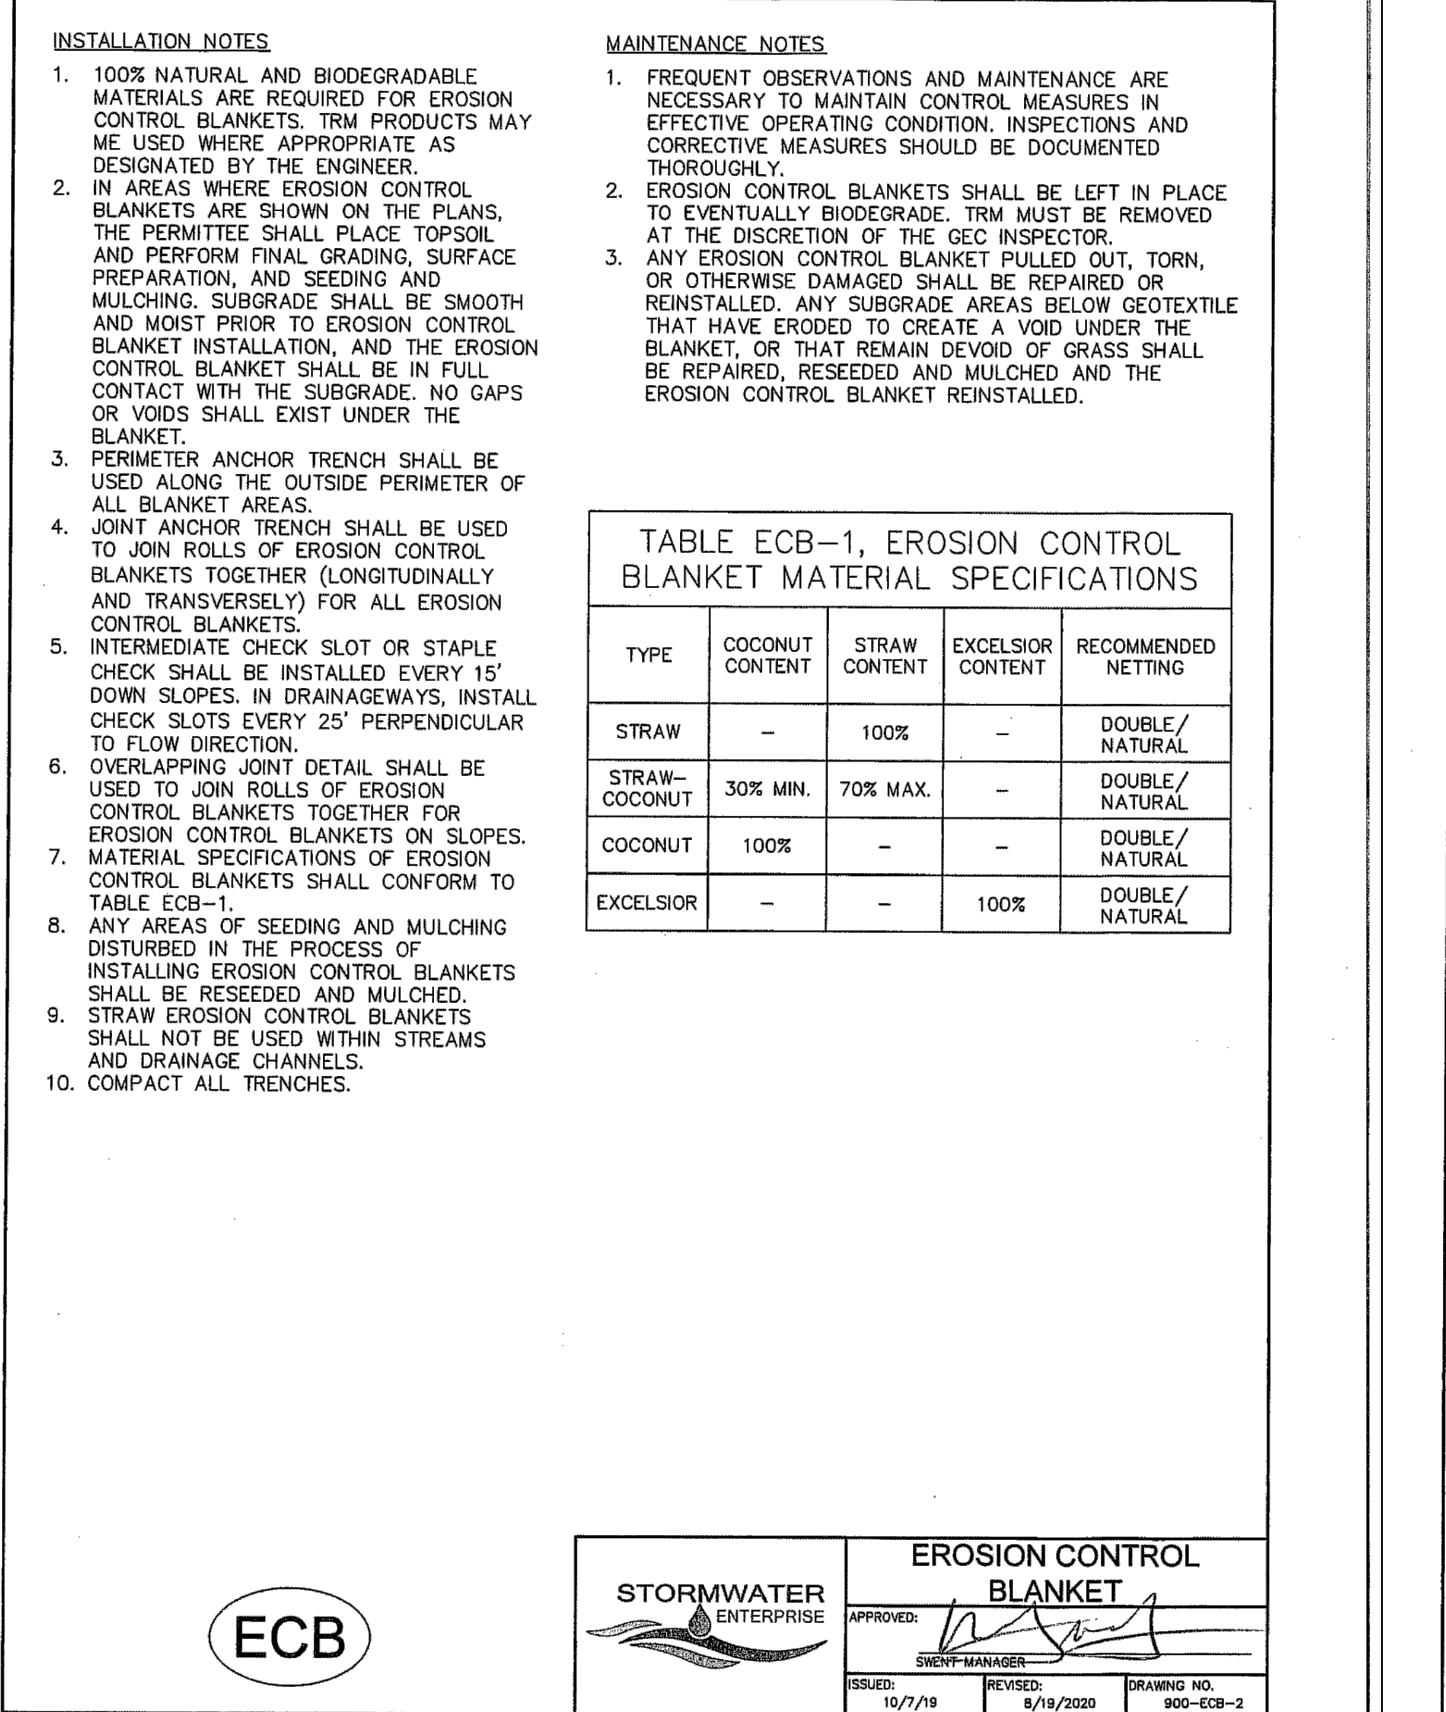 INSTALLATION NOTES
1. 100% NATURAL AND BIODEGRADABLE
MATERIALS ARE REQUIRED FOR EROSION
CONTROL BLANKETS. TRM PRODUCTS MAY
ME USED WHERE APPROPRIATE AS
DESIGNATED BY THE ENGINEER.
2. IN AREAS WHERE EROSION CONTROL
BLANKETS ARE SHOWN ON THE PLANS,
THE PERMITTEE SHALL PLACE TOPSOIL
AND PERFORM FINAL GRADING, SURFACE
PREPARATION, AND SEEDING AND
MULCHING. SUBGRADE SHALL BE SMOOTH
AND MOIST PRIOR TO EROSION CONTROL
BLANKET INSTALLATION, AND THE EROSION
CONTROL BLANKET SHALL BE IN FULL
CONTACT WITH THE SUBGRADE. NO GAPS
OR VOIDS SHALL EXIST UNDER THE
BLANKET.
3. PERIMETER ANCHOR TRENCH SHALL BE
USED ALONG THE OUTSIDE PERIMETER OF
ALL BLANKET AREAS.
4. JOINT ANCHOR TRENCH SHALL BE USED
TO JOIN ROLLS OF EROSION CONTROL
BLANKETS TOGETHER (LONGITUDINALLY
AND TRANSVERSELY) FOR ALL EROSION
CONTROL BLANKETS.
5. INTERMEDIATE CHECK SLOT OR STAPLE
CHECK SHALL BE INSTALLED EVERY 15'
DOWN SLOPES. IN DRAINAGEWAYS, INSTALL
CHECK SLOTS EVERY 25' PERPENDICULAR
TO FLOW DIRECTION.
6. OVERLAPPING JOINT DETAIL SHALL BE
USED TO JOIN ROLLS OF EROSION
CONTROL BLANKETS TOGETHER FOR
EROSION CONTROL BLANKETS ON SLOPES.
7. MATERIAL SPECIFICATIONS OF EROSION
CONTROL BLANKETS SHALL CONFORM TO
TABLE ECB-1.
8. ANY AREAS OF SEEDING AND MULCHING
DISTURBED IN THE PROCESS OF
INSTALLING EROSION CONTROL BLANKETS
SHALL BE RESEEDED AND MULCHED.
9. STRAW EROSION CONTROL BLANKETS
SHALL NOT BE USED WITHIN STREAMS
AND DRAINAGE CHANNELS.
10. COMPACT ALL TRENCHES.
MAINTENANCE NOTES
1. FREQUENT OBSERVATIONS AND MAINTENANCE ARE
NECESSARY TO MAINTAIN CONTROL MEASURES IN
EFFECTIVE OPERATING CONDITION. INSPECTIONS AND
CORRECTIVE MEASURES SHOULD BE DOCUMENTED
THOROUGHLY.
2. EROSION CONTROL BLANKETS SHALL BE LEFT IN PLACE
TO EVENTUALLY BIODEGRADE. TRM MUST BE REMOVED
AT THE DISCRETION OF THE GEC INSPECTOR.
3. ANY EROSION CONTROL BLANKET PULLED OUT, TORN,
OR OTHERWISE DAMAGED SHALL BE REPAIRED OR
REINSTALLED. ANY SUBGRADE AREAS BELOW GEOTEXTILE
THAT HAVE ERODED TO CREATE A VOID UNDER THE
BLANKET, OR THAT REMAIN DEVOID OF GRASS SHALL
BE REPAIRED, RESEEDED AND MULCHED AND THE
EROSION CONTROL BLANKET REINSTALLED.
TABLE ECB-1, EROSION CONTROL
BLANKET MATERIAL SPECIFICATIONS
TYPE COCONUT CONTENT STRAW CONTENT EXCELSIOR CONTENT RECOMMENDED NETTING
STRAW - 100% - DOUBLE/ NATURAL
STRAW-COCONUT 30% MIN. 70% MAX. - DOUBLE/ NATURAL
COCONUT 100% - - DOUBLE/ NATURAL
EXCELSIOR - - 100% DOUBLE/ NATURAL
ECB
STORMWATER
ENTERPRISE
EROSION CONTROL
BLANKET
APPROVED:
SWENT MANAGER
ISSUED: REVISED: DRAWING NO.
10/7/19 8/19/2020 900-ECB-2